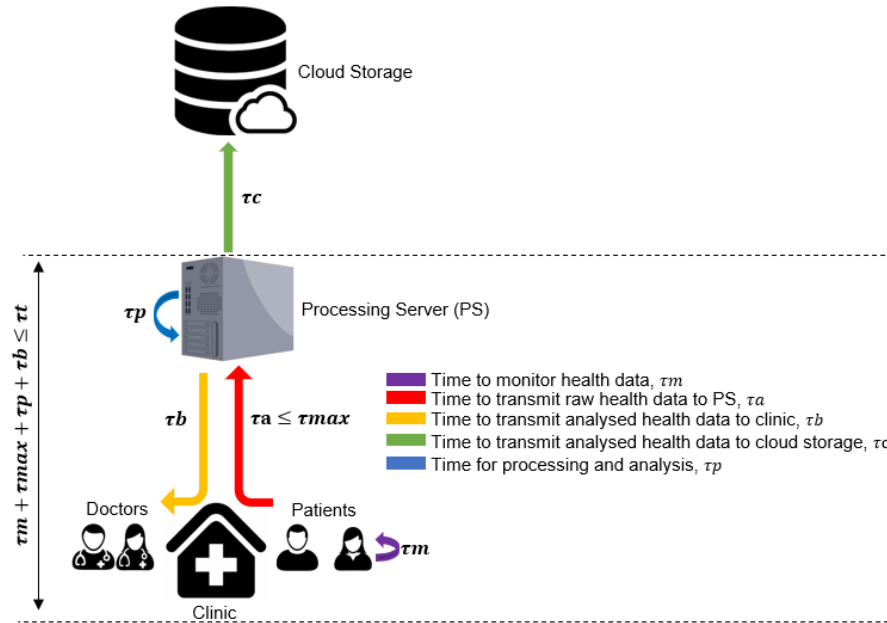 Cloud Storage
τc
τm + τmax + τp + τb ≤ τt
τp
Processing Server (PS)
τb
τa ≤ τmax
Time to monitor health data, τm
Time to transmit raw health data to PS, τa
Time to transmit analysed health data to clinic, τb
Time to transmit analysed health data to cloud storage, τc
Time for processing and analysis, τp
Doctors
Patients
τm
Clinic